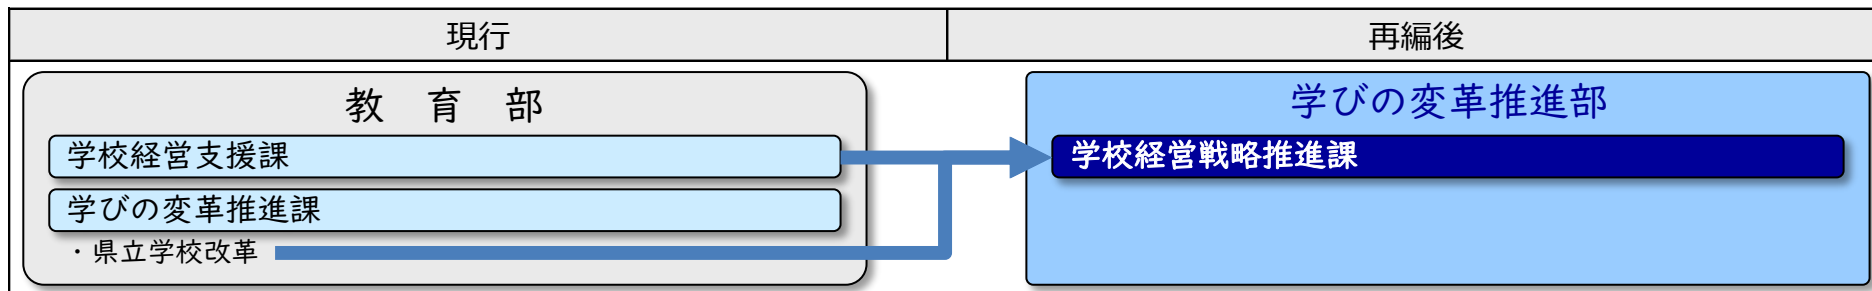 現行
再編後
教　育　部
学校経営支援課
学びの変革推進課
・県立学校改革
学びの変革推進部
学校経営戦略推進課